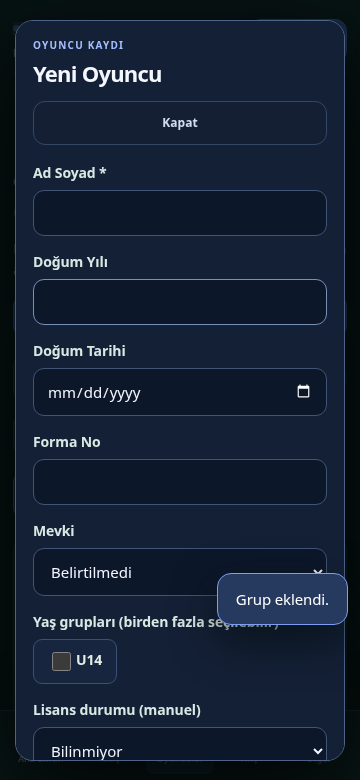 OYUNCU KAYDI
Yeni Oyuncu
Kapat
Ad Soyad *
Doğum Yılı
Doğum Tarihi
mm/dd/yyyy
Forma No
Mevki
Belirtilmedi
Grup eklendi.
Yaş grupları (birden fazla
U14
Lisans durumu (manuel)
Bilinmiyor